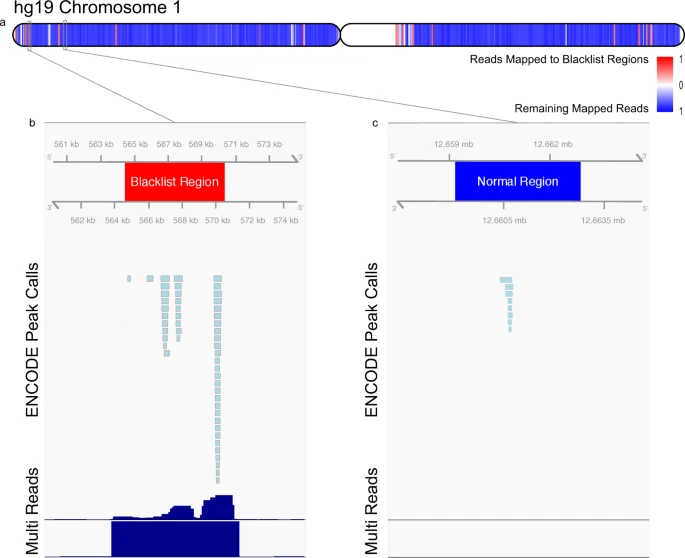 hg19 Chromosome 1
a
Reads Mapped to Blacklist Regions
1
0
Remaining Mapped Reads
1
b
561 kb 563 kb 565 kb 567 kb 569 kb 571 kb 573 kb
5' 3'
Blacklist Region
3' 5'
562 kb 564 kb 566 kb 568 kb 570 kb 572 kb 574 kb
ENCODE Peak Calls
Multi Reads
c
12.659 mb 12.662 mb
5' 3'
Normal Region
3' 5'
12.6605 mb 12.6635 mb
ENCODE Peak Calls
Multi Reads